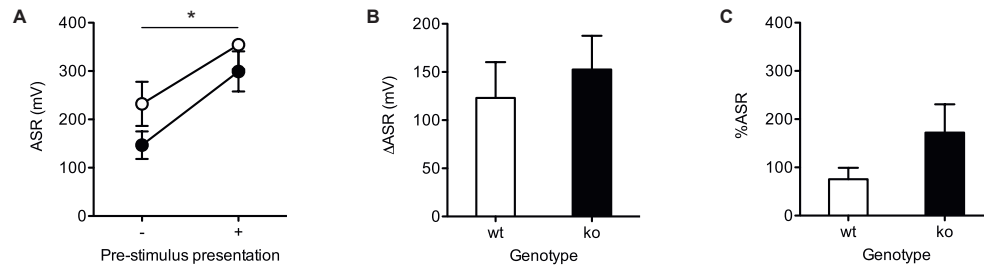 A
ASR (mV)
400
300
200
100
0
*
-
+
Pre-stimulus presentation
B
ΔASR (mV)
200
150
100
50
0
wt
ko
Genotype
C
%ASR
400
300
200
100
0
wt
ko
Genotype